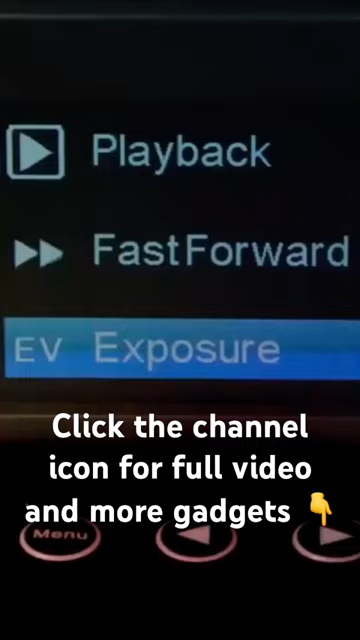 Playback
FastForward
EV Exposure
Click the channel
icon for full video
and more gadgets 👇
Menu